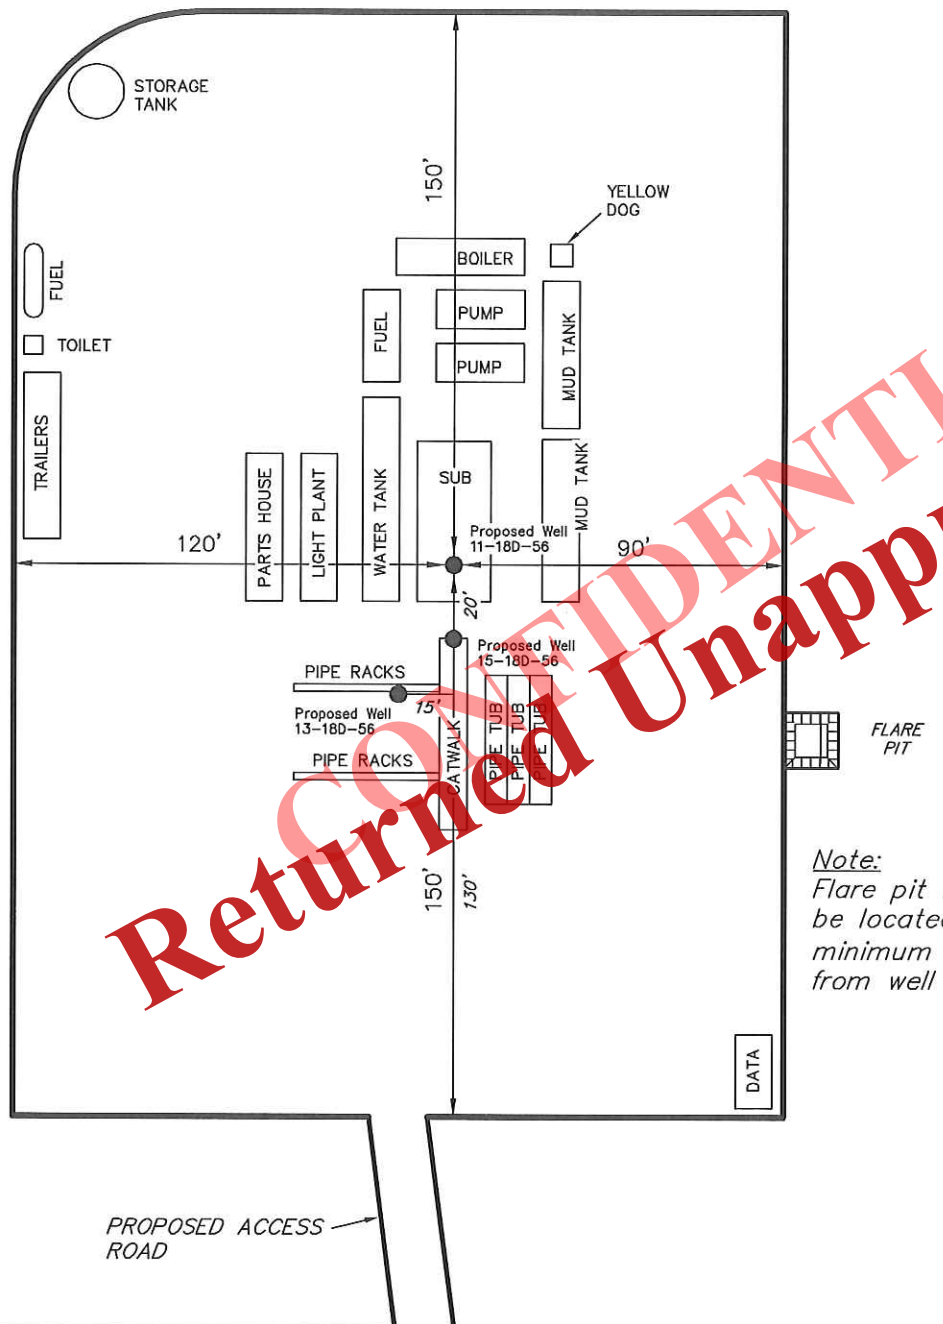 STORAGE
TANK
150'
YELLOW
DOG
BOILER
FUEL
PUMP
FUEL
MUD TANK
TOILET
PUMP
TRAILERS
PARTS HOUSE
LIGHT PLANT
WATER TANK
SUB
MUD TANK
Proposed Well
11-18D-56
120'
90'
20'
Proposed Well
15-18D-56
PIPE RACKS
15'
Proposed Well
13-18D-56
PIPE RACKS
CATWALK
PIPE TUB
PIPE TUB
PIPE TUB
FLARE
PIT
CONFIDENTI
Returned Unapp
150'
130'
Note:
Flare pit
be located
minimum
from well
DATA
PROPOSED ACCESS
ROAD